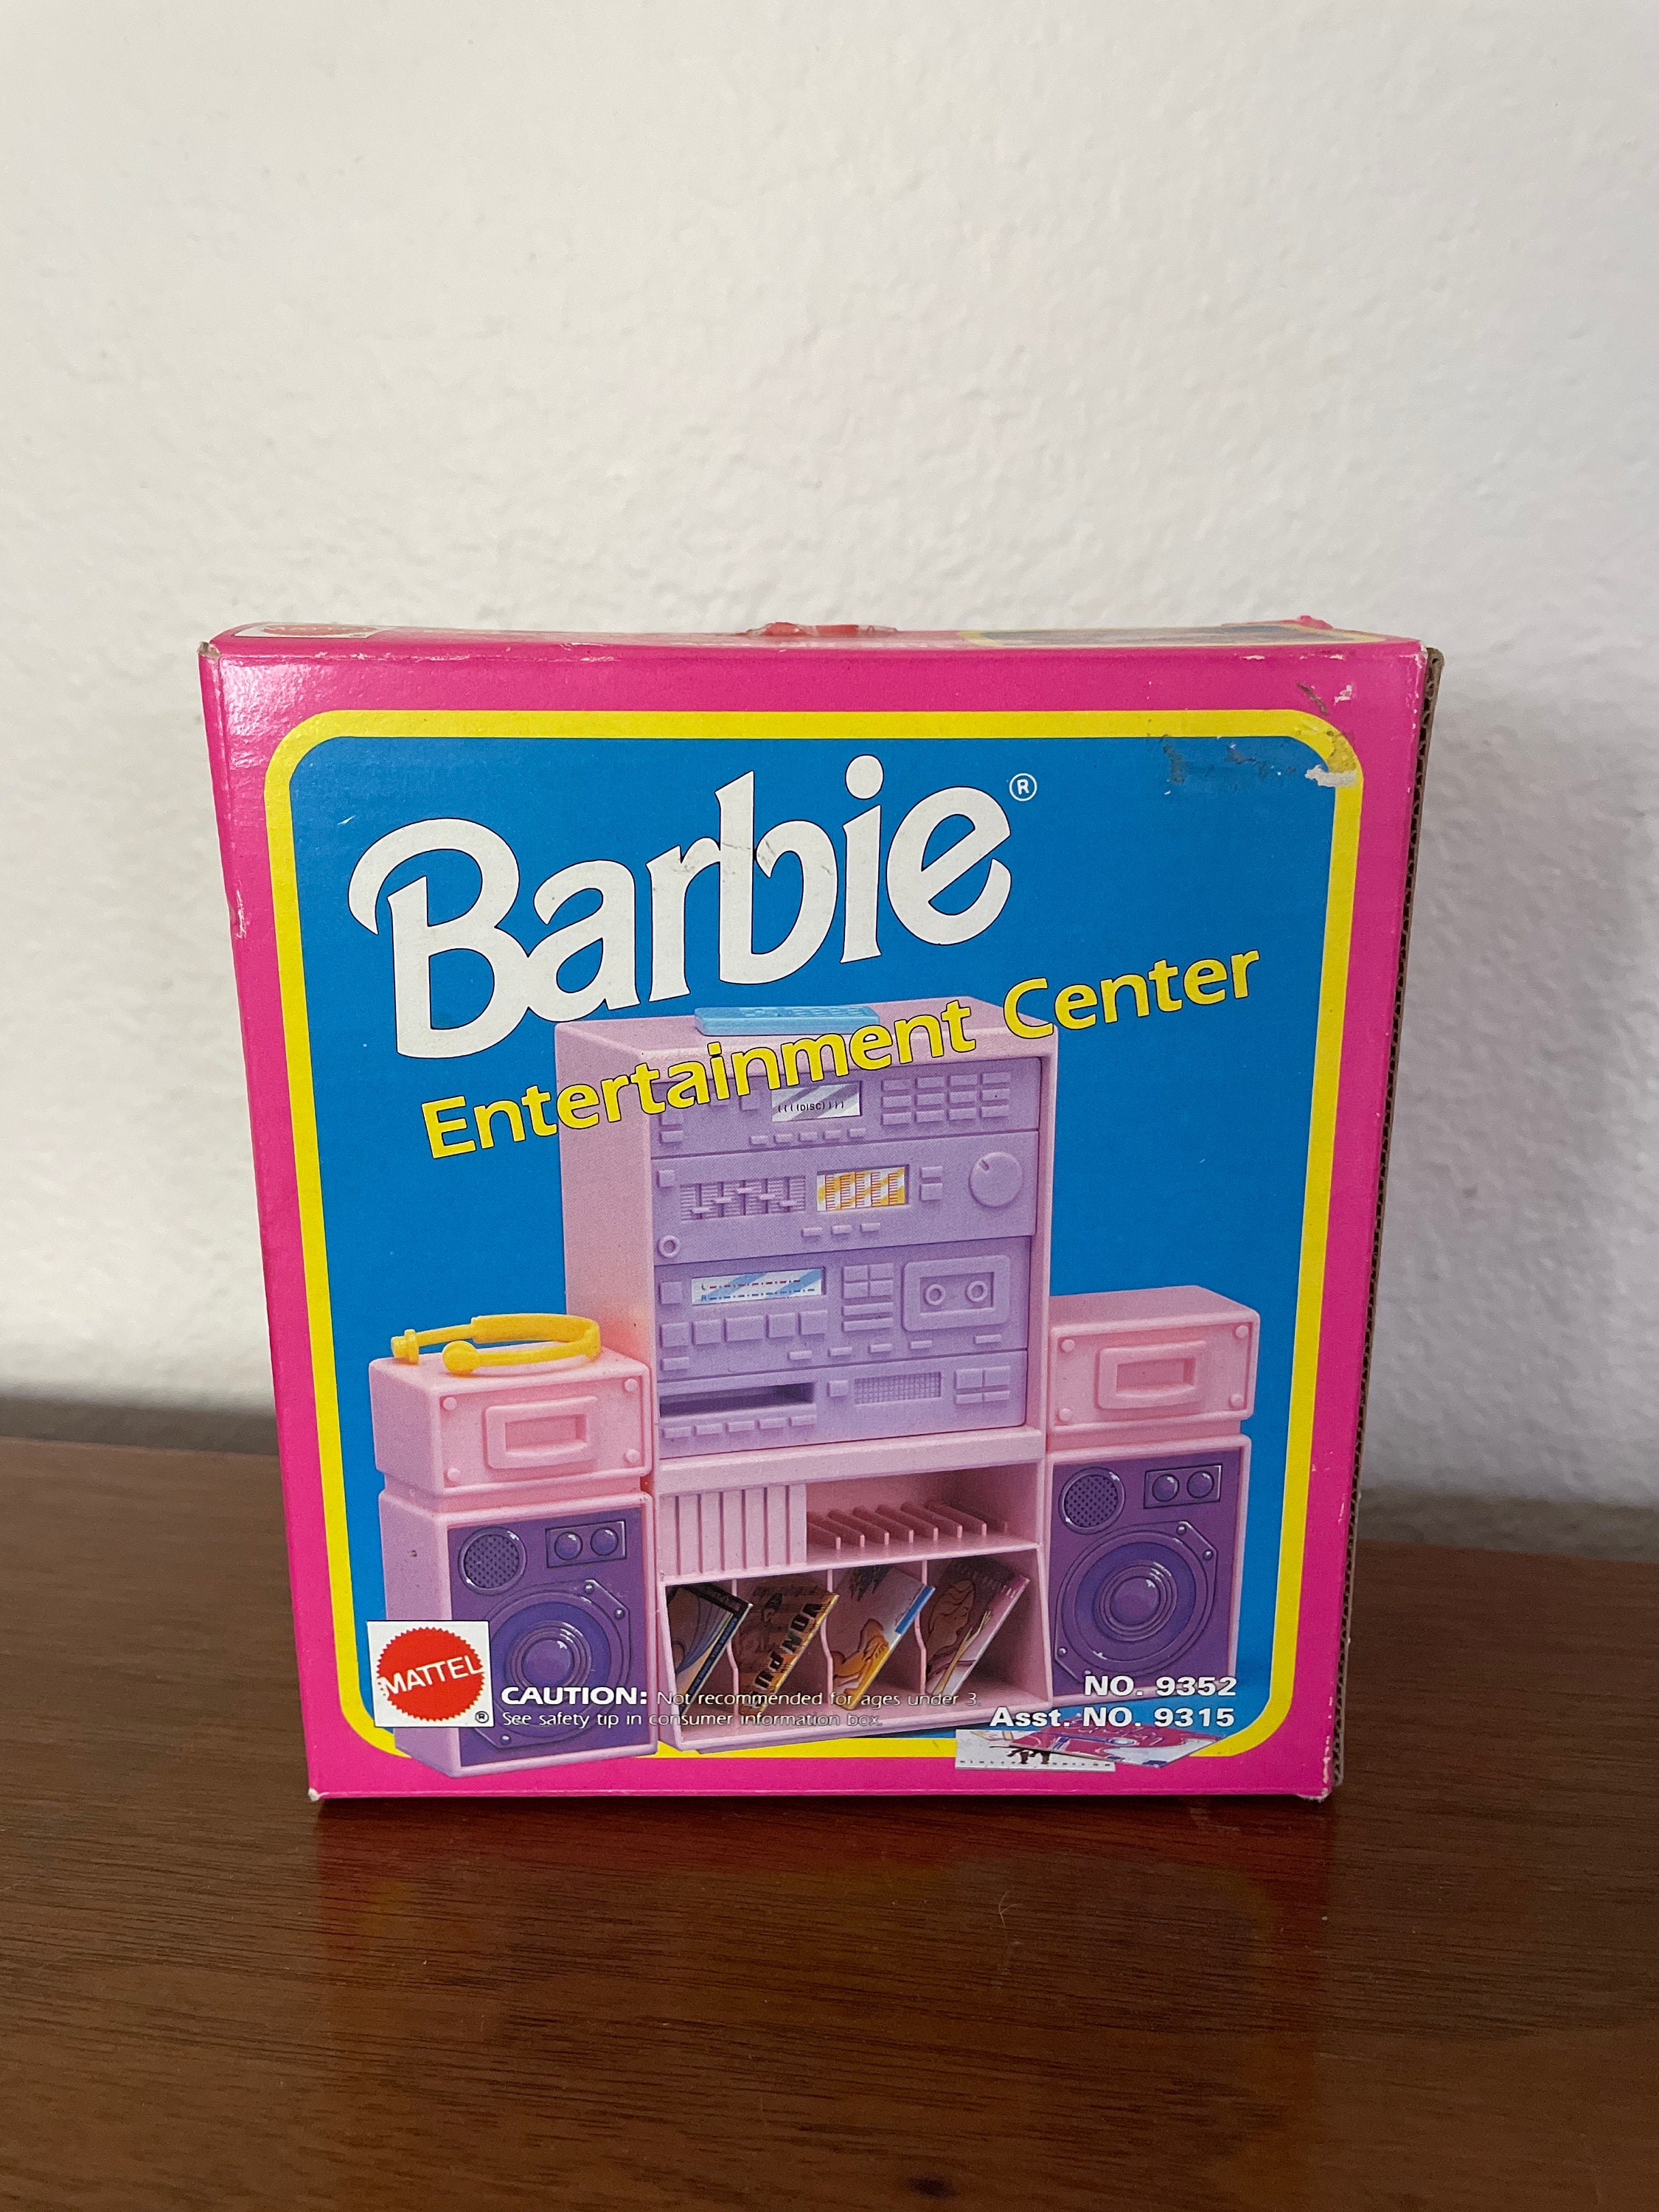 Barbie®
Entertainment Center
((((DISC))))
L
R
MATTEL
®
CAUTION: Not recommended for ages under 3.
See safety tip in consumer information box.
NO. 9352
Asst. NO. 9315